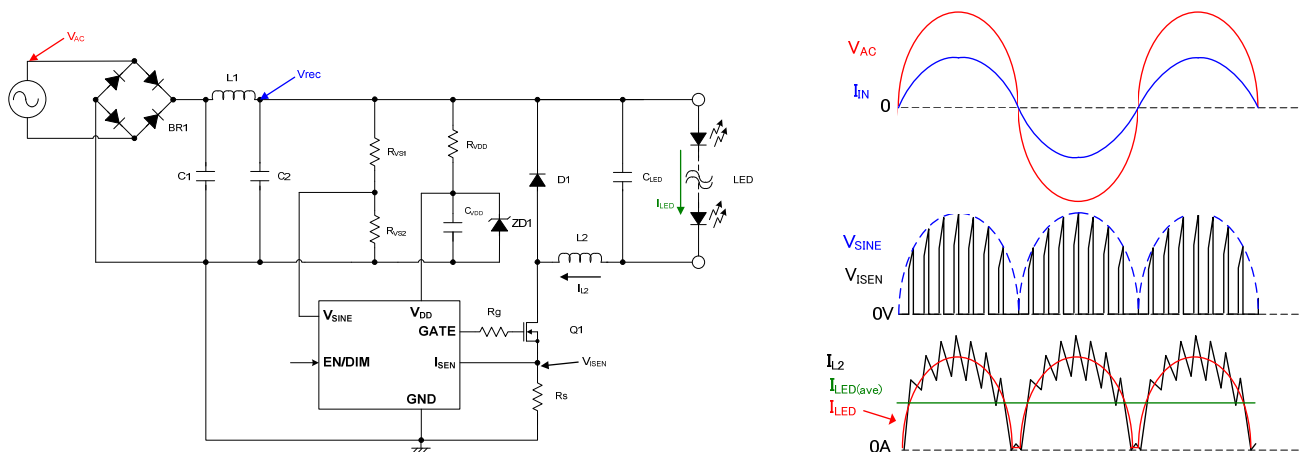 VAC
BR1
L1
Vrec
C1
C2
RVS1
RVS2
RVDD
CVDD
ZD1
D1
CLED
ILED
LED
L2
IL2
VSINE
VDD
GATE
EN/DIM
ISEN
GND
Rg
Q1
VISEN
Rs
VAC
IIN
0
VSINE
VISEN
0V
IL2
ILED(ave)
ILED
0A